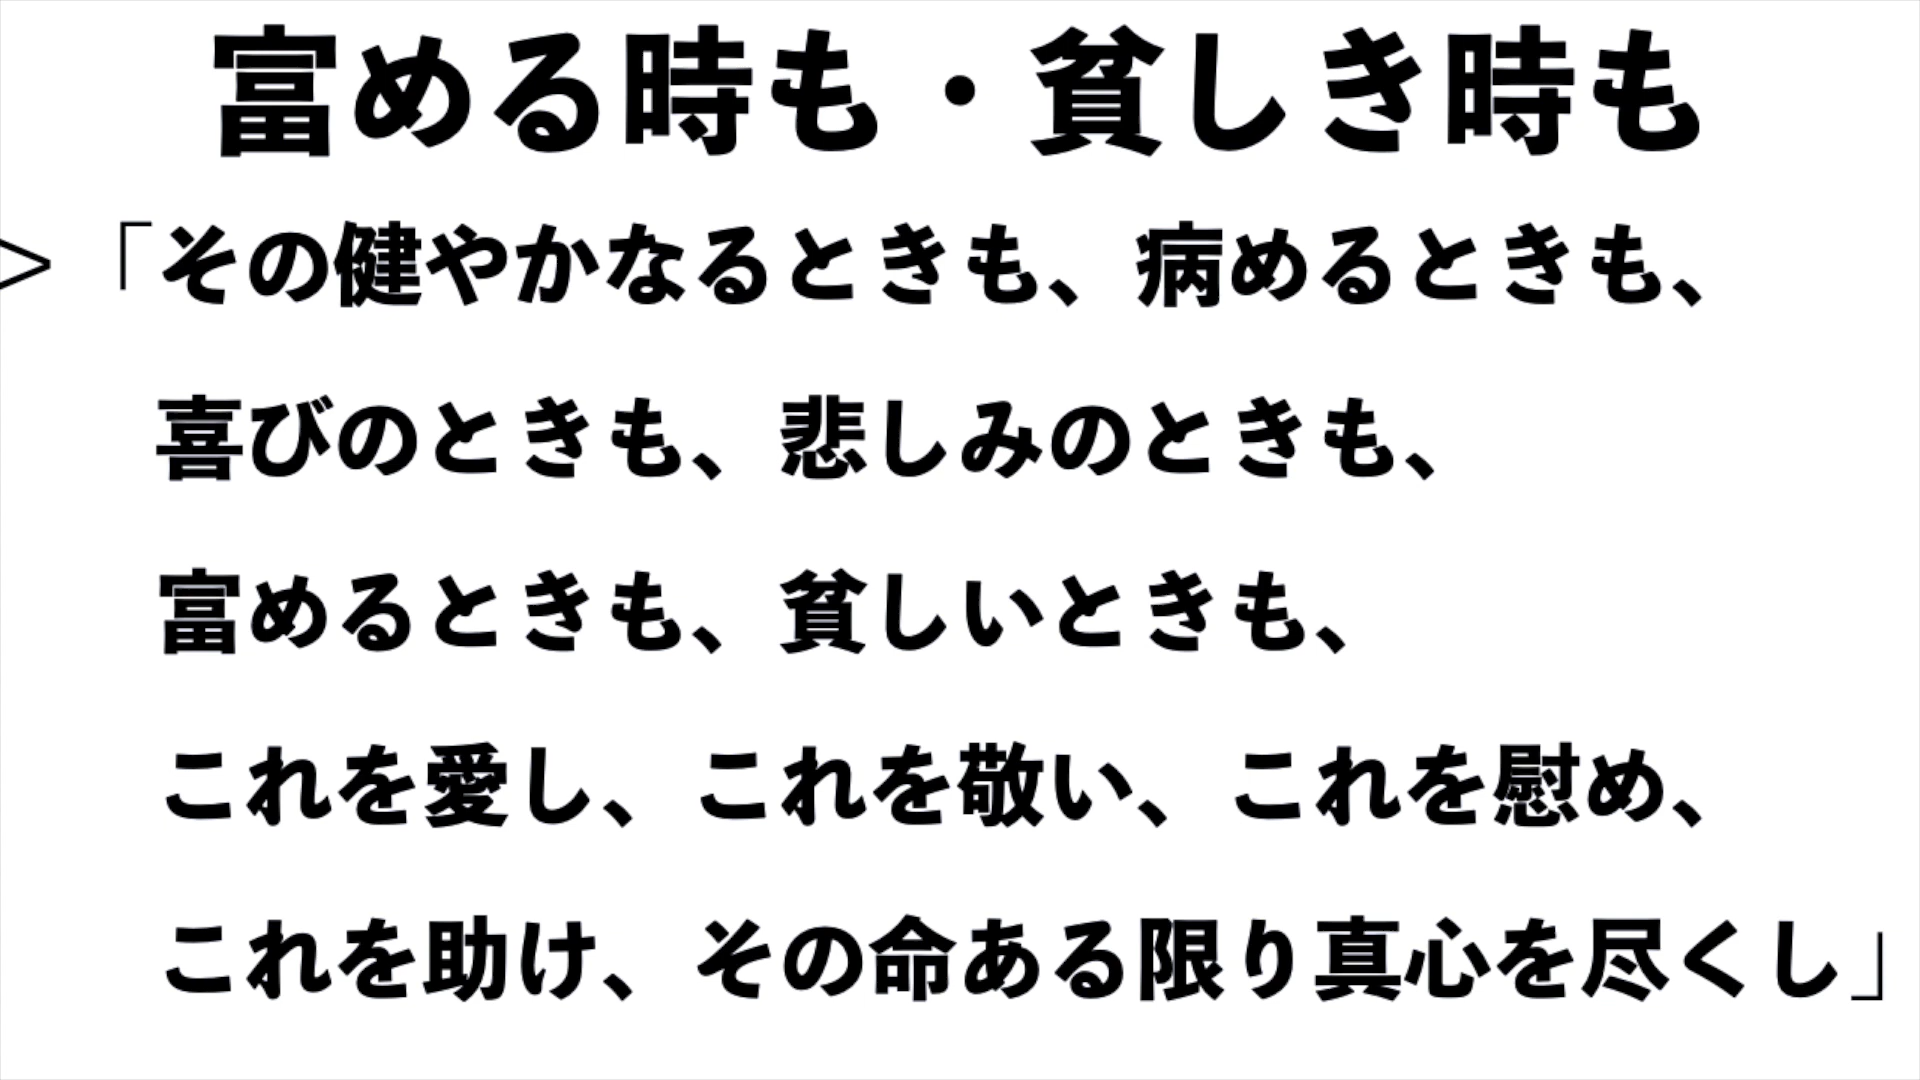 富める時も・貧しき時も
>「その健やかなるときも、病めるときも、
喜びのときも、悲しみのときも、
富めるときも、貧しいときも、
これを愛し、これを敬い、これを慰め、
これを助け、その命ある限り真心を尽くし」